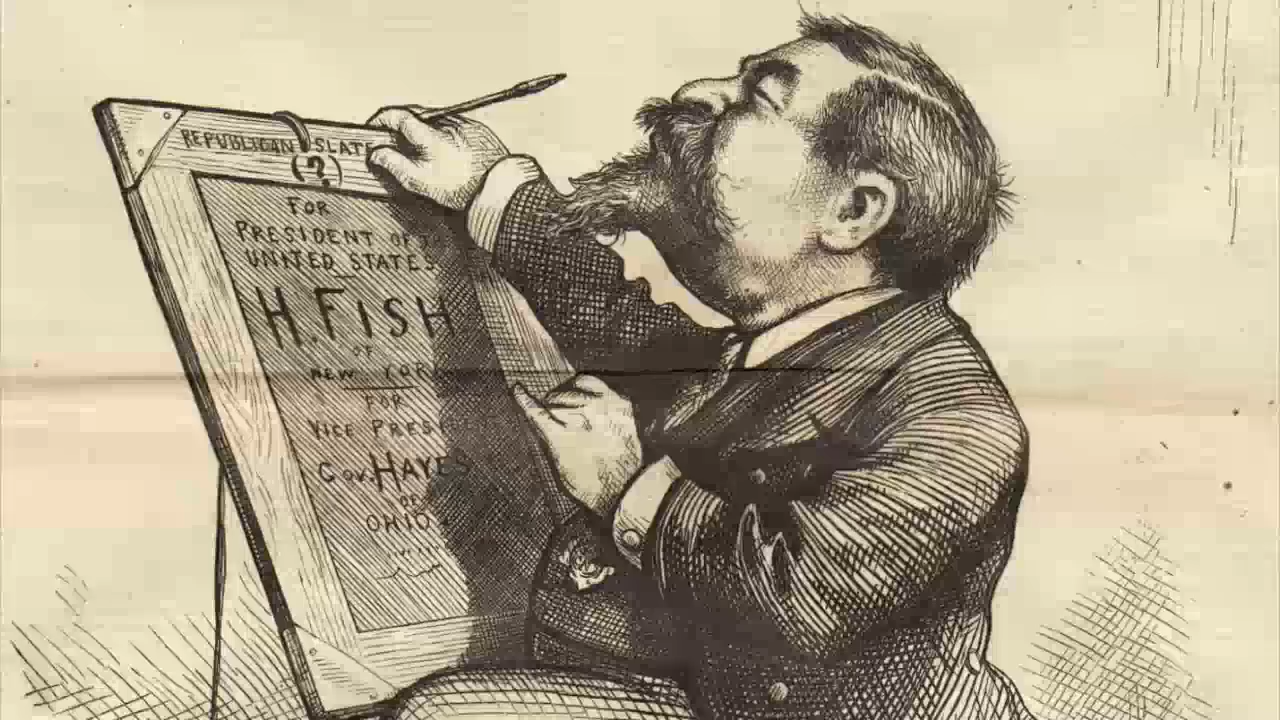 REPUBLICAN SLATE
(?)
FOR
PRESIDENT OF
UNITED STATES
H. FISH
OF
NEW YORK
FOR
VICE PRES
GOV. HAYES
OF
OHIO